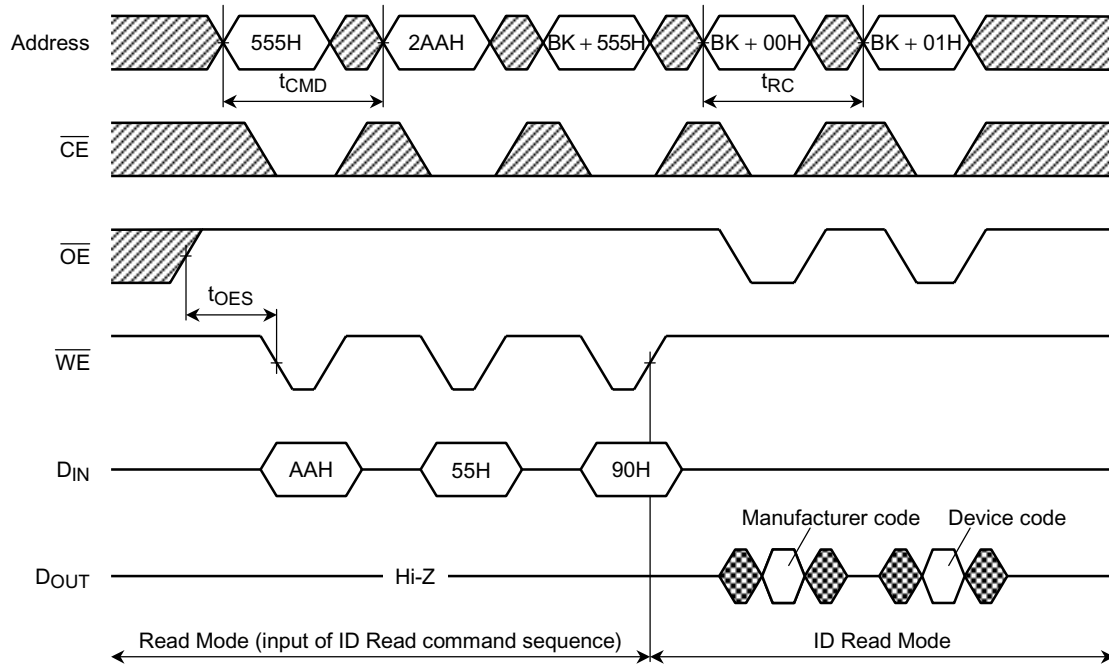 Address 555H 2AAH BK + 555H BK + 00H BK + 01H
tCMD tRC
CE
OE
tOES
WE
DIN AAH 55H 90H
Manufacturer code Device code
DOUT Hi-Z
Read Mode (input of ID Read command sequence) ID Read Mode